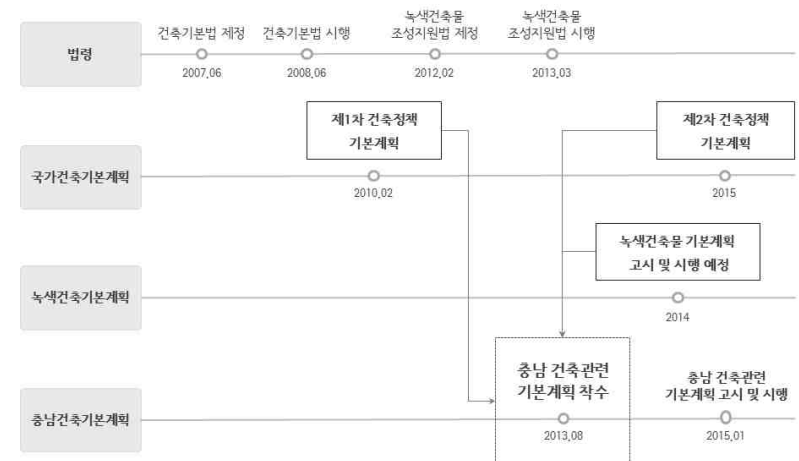 법령
건축기본법 제정
2007.06
건축기본법 시행
2008.06
녹색건축물
조성지원법 제정
2012.02
녹색건축물
조성지원법 시행
2013.03
국가건축기본계획
제1차 건축정책
기본계획
2010.02
제2차 건축정책
기본계획
2015
녹색건축기본계획
녹색건축물 기본계획
고시 및 시행 예정
2014
충남건축기본계획
충남 건축관련
기본계획 착수
2013.08
충남 건축관련
기본계획 고시 및 시행
2015.01